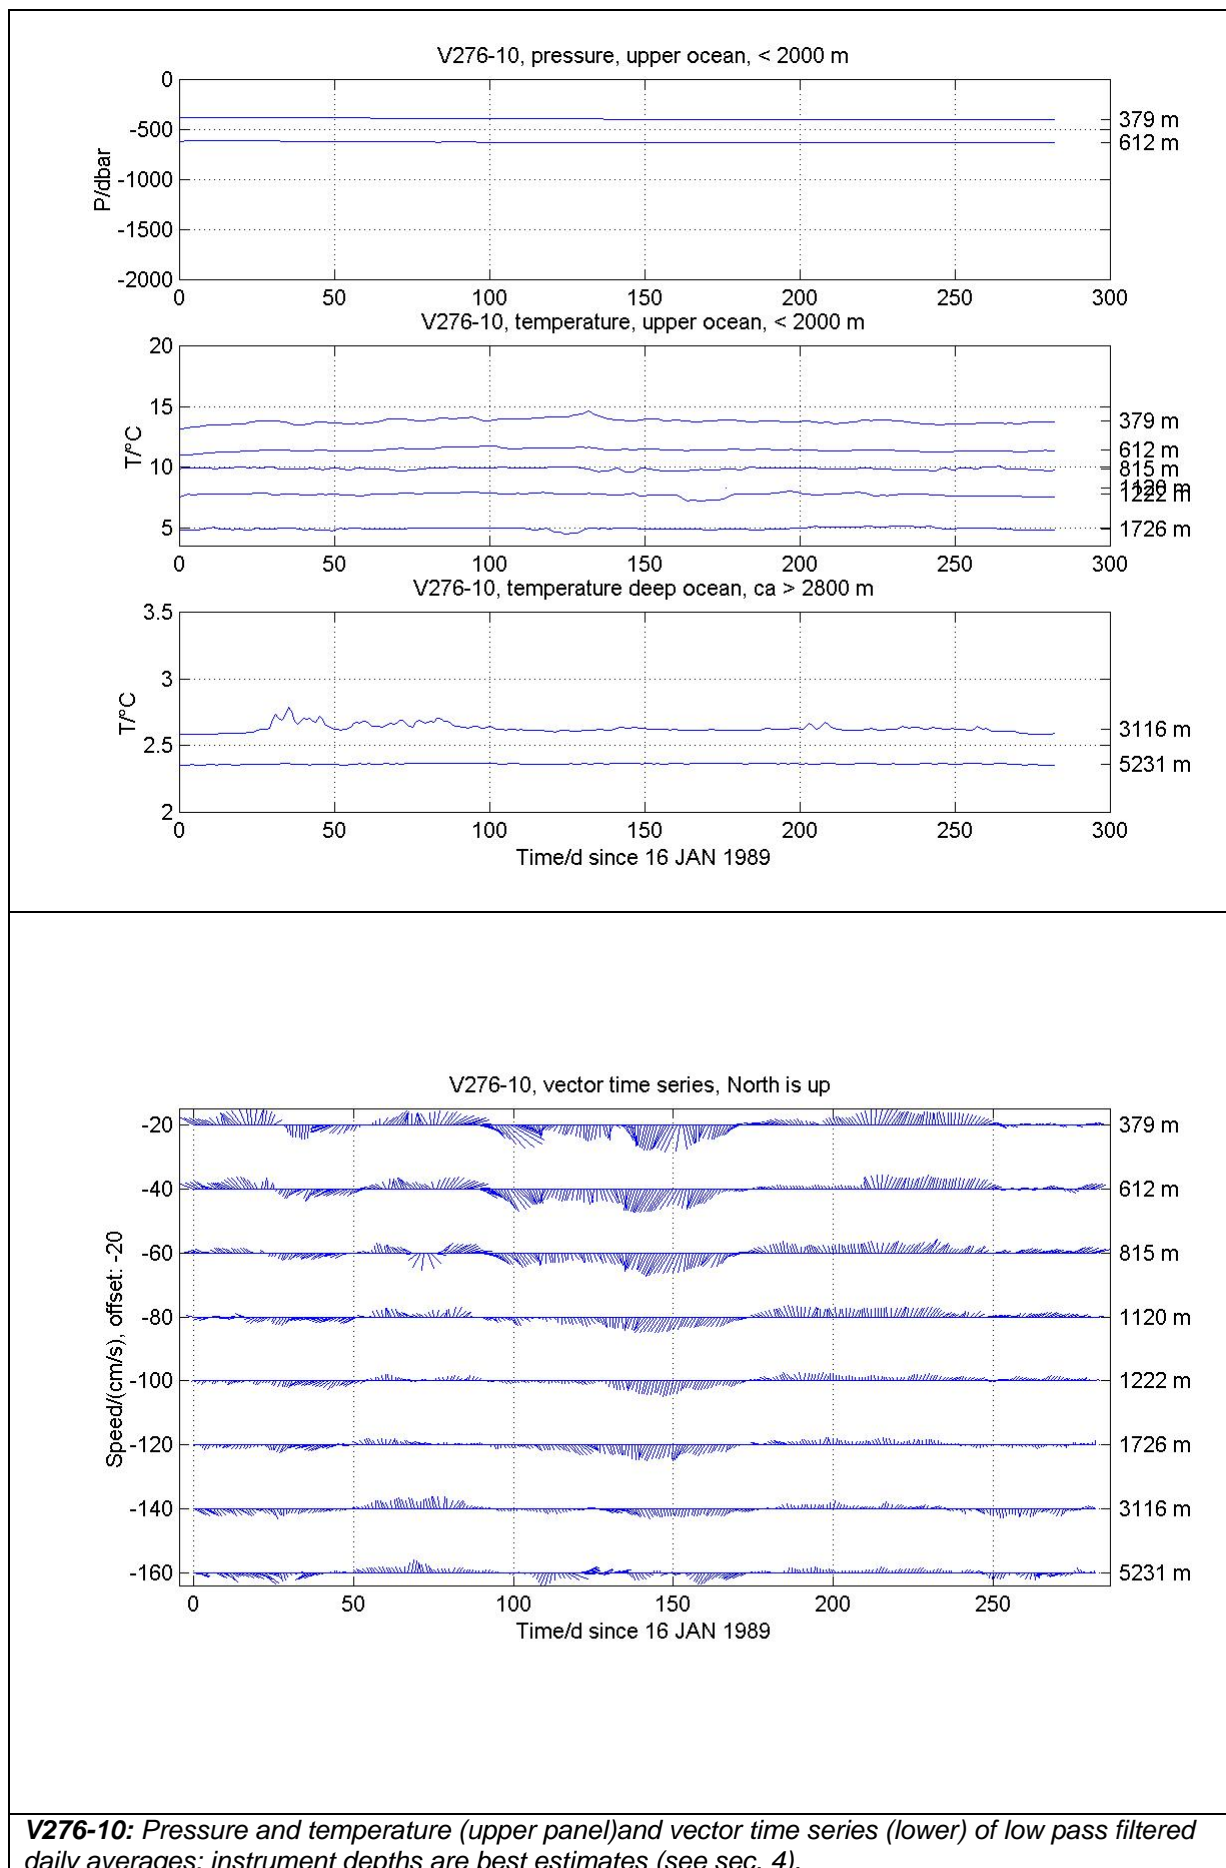 V276-10, pressure, upper ocean, < 2000 m
0
-500
-1000
-1500
-2000
P/dbar
379 m
612 m
0 50 100 150 200 250 300
V276-10, temperature, upper ocean, < 2000 m
20
15
10
5
T/°C
379 m
612 m
815 m
1120 m
1222 m
1726 m
0 50 100 150 200 250 300
V276-10, temperature deep ocean, ca > 2800 m
3.5
3
2.5
2
T/°C
3116 m
5231 m
0 50 100 150 200 250 300
Time/d since 16 JAN 1989
V276-10, vector time series, North is up
-20
-40
-60
-80
-100
-120
-140
-160
Speed/(cm/s), offset: -20
379 m
612 m
815 m
1120 m
1222 m
1726 m
3116 m
5231 m
0 50 100 150 200 250
Time/d since 16 JAN 1989
V276-10: Pressure and temperature (upper panel)and vector time series (lower) of low pass filtered
daily averages; instrument depths are best estimates (see sec. 4).